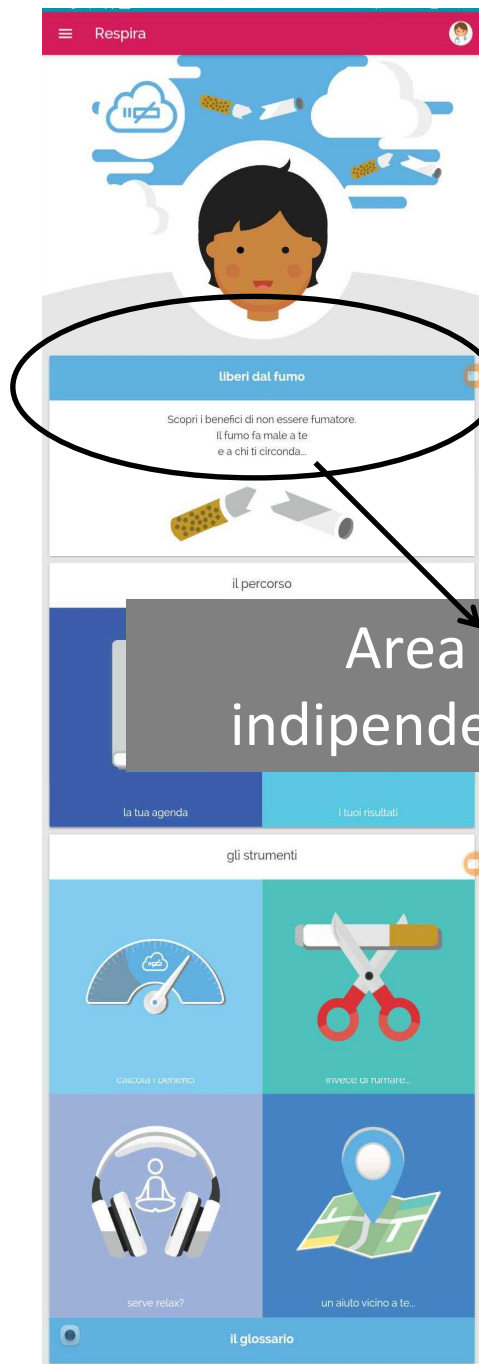 Respira
liberi dal fumo
Scopri i benefici di non essere fumatore.
Il fumo fa male a te
e a chi ti circonda...
il percorso
Area
la tua agenda
i tuoi risultati
gli strumenti
calcola i benefici
invece di fumare...
serve relax?
un aiuto vicino a te...
il glossario